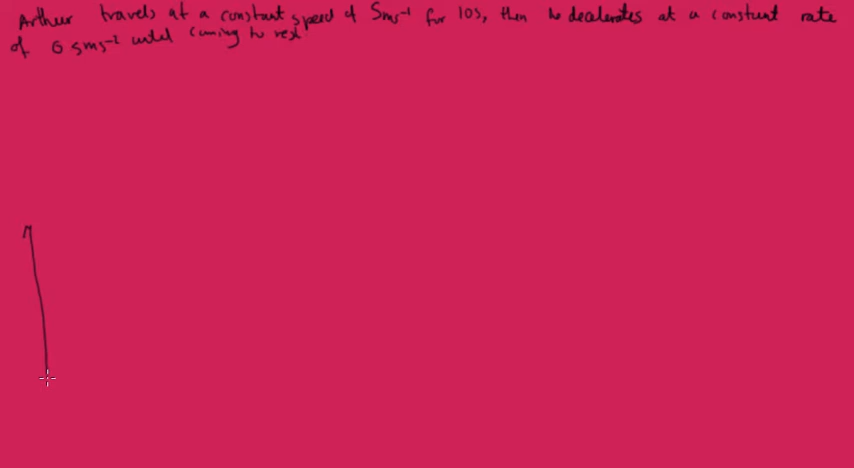 Arthur travels at a constant speed of 5ms⁻¹ for 10s, then he decelerates at a constant rate
of 0.5ms⁻² until coming to rest